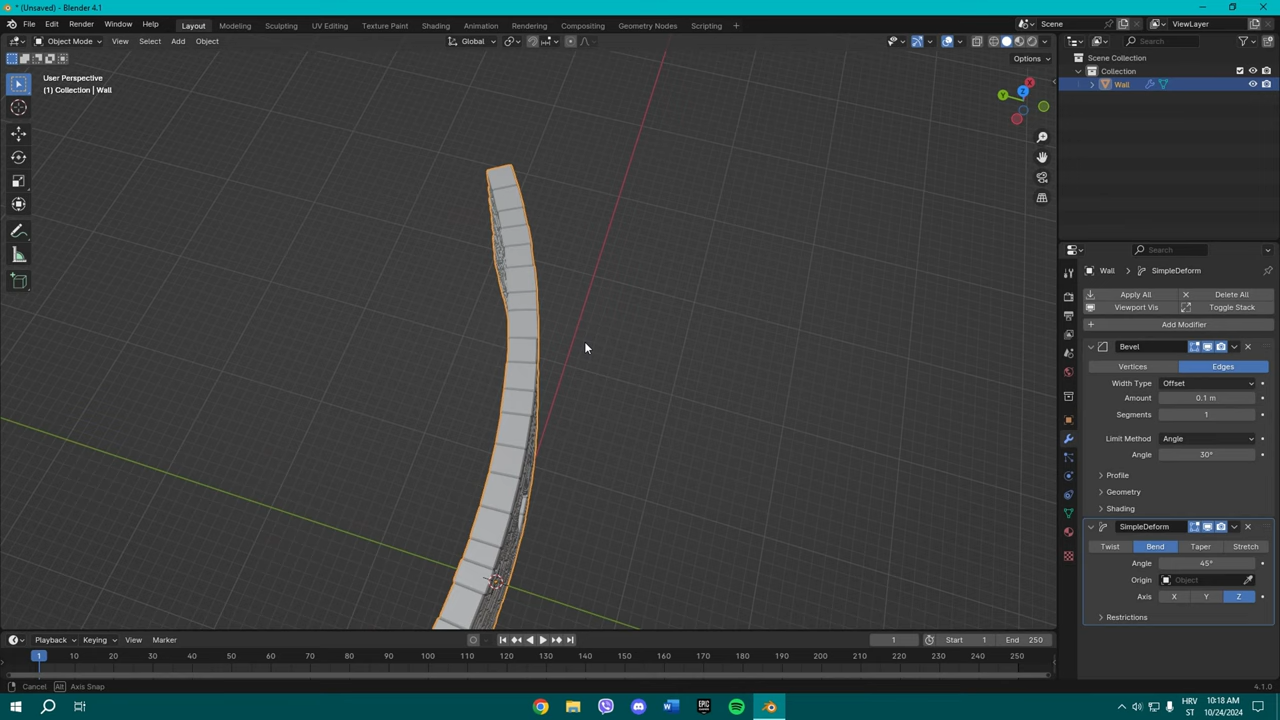 * (Unsaved) - Blender 4.1
File Edit Render Window Help Layout Modeling Sculpting UV Editing Texture Paint Shading Animation Rendering Compositing Geometry Nodes Scripting + Scene ViewLayer
Object Mode View Select Add Object Global Search
Options
User Perspective
(1) Collection | Wall
Scene Collection
Collection
Wall
X
Y
Z
Search
Wall > SimpleDeform
Apply All Delete All
Viewport Vis Toggle Stack
Add Modifier
Bevel
Vertices Edges
Width Type Offset
Amount 0.1 m
Segments 1
Limit Method Angle
Angle 30°
Profile
Geometry
Shading
SimpleDeform
Twist Bend Taper Stretch
Angle 45°
Origin Object
Axis X Y Z
Restrictions
Playback Keying View Marker 1 Start 1 End 250
1 10 20 30 40 50 60 70 80 90 100 110 120 130 140 150 160 170 180 190 200 210 220 230 240 250
Cancel Alt Axis Snap 4.1.0
HRV 10:18 AM
ST 10/24/2024